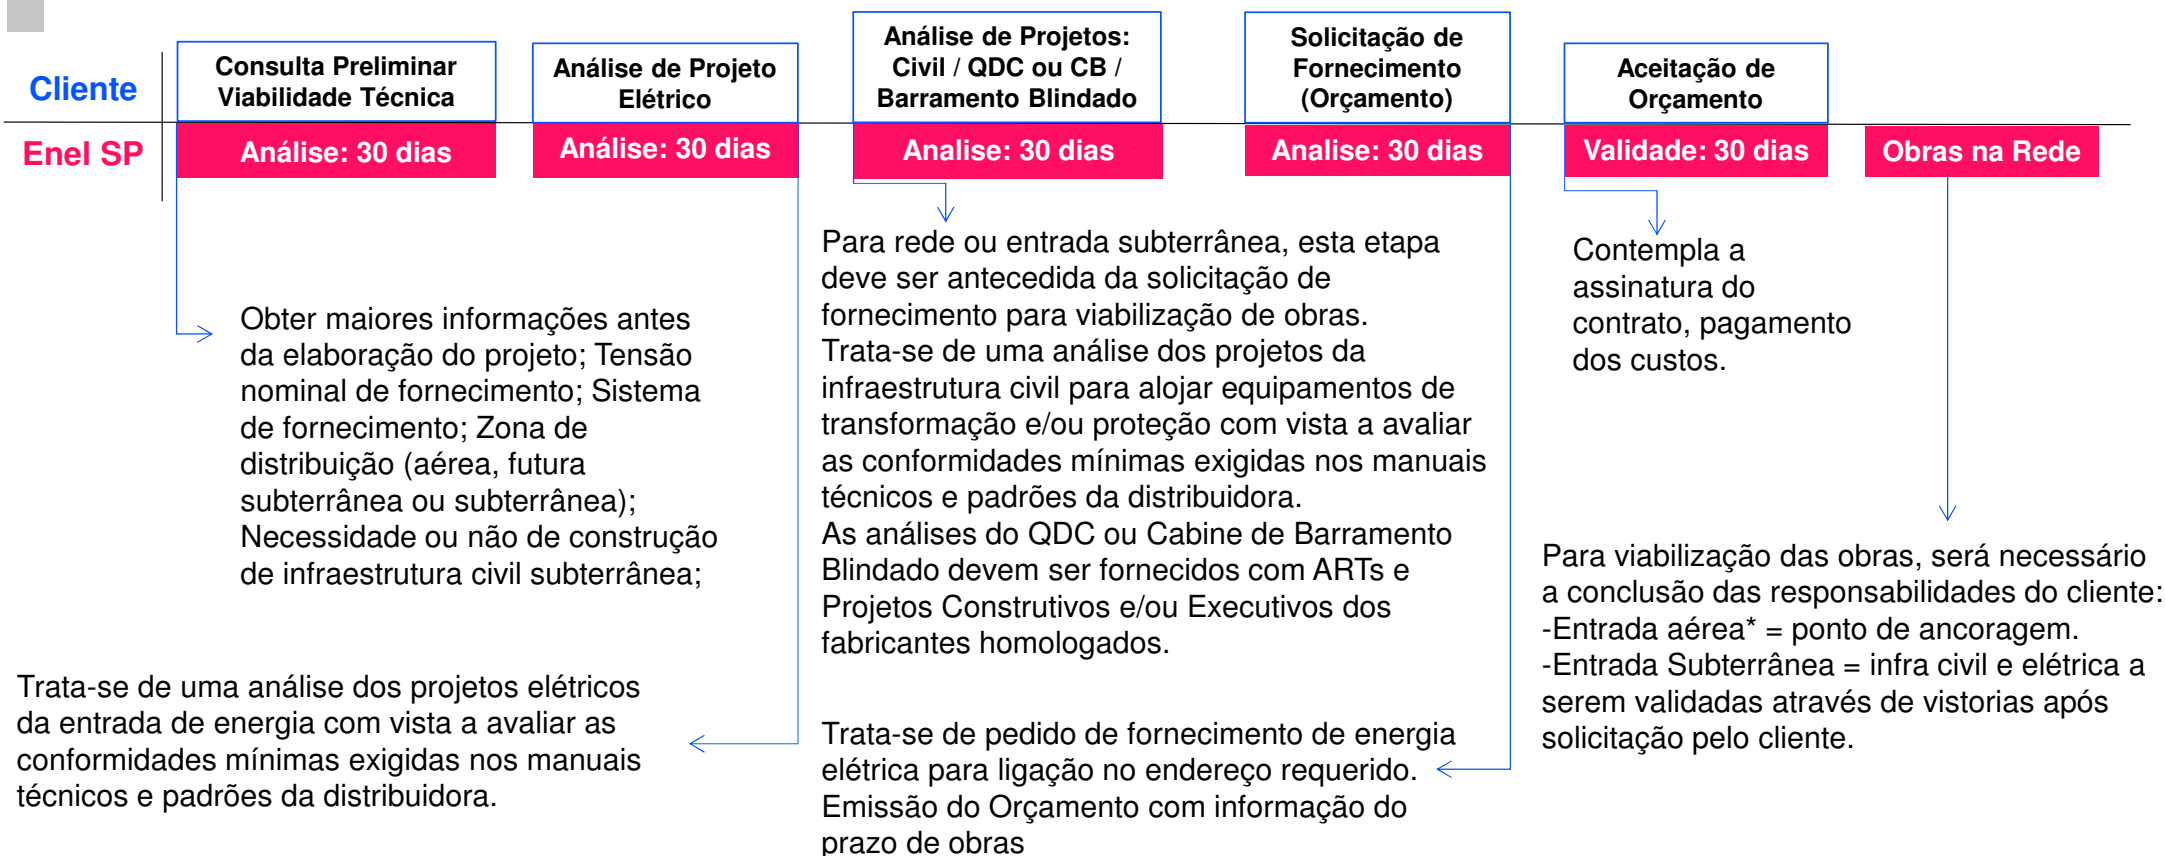 Cliente
Consulta Preliminar
Viabilidade Técnica
Análise de Projeto
Elétrico
Análise de Projetos:
Civil / QDC ou CB /
Barramento Blindado
Solicitação de
Fornecimento
(Orçamento)
Aceitação de
Orçamento
Enel SP
Análise: 30 dias
Análise: 30 dias
Analise: 30 dias
Analise: 30 dias
Validade: 30 dias
Obras na Rede
Obter maiores informações antes
da elaboração do projeto; Tensão
nominal de fornecimento; Sistema
de fornecimento; Zona de
distribuição (aérea, futura
subterrânea ou subterrânea);
Necessidade ou não de construção
de infraestrutura civil subterrânea;
Trata-se de uma análise dos projetos elétricos
da entrada de energia com vista a avaliar as
conformidades mínimas exigidas nos manuais
técnicos e padrões da distribuidora.
Para rede ou entrada subterrânea, esta etapa
deve ser antecedida da solicitação de
fornecimento para viabilização de obras.
Trata-se de uma análise dos projetos da
infraestrutura civil para alojar equipamentos de
transformação e/ou proteção com vista a avaliar
as conformidades mínimas exigidas nos manuais
técnicos e padrões da distribuidora.
As análises do QDC ou Cabine de Barramento
Blindado devem ser fornecidos com ARTs e
Projetos Construtivos e/ou Executivos dos
fabricantes homologados.
Trata-se de pedido de fornecimento de energia
elétrica para ligação no endereço requerido.
Emissão do Orçamento com informação do
prazo de obras
Contempla a
assinatura do
contrato, pagamento
dos custos.
Para viabilização das obras, será necessário
a conclusão das responsabilidades do cliente:
-Entrada aérea* = ponto de ancoragem.
-Entrada Subterrânea = infra civil e elétrica a
serem validadas através de vistorias após
solicitação pelo cliente.